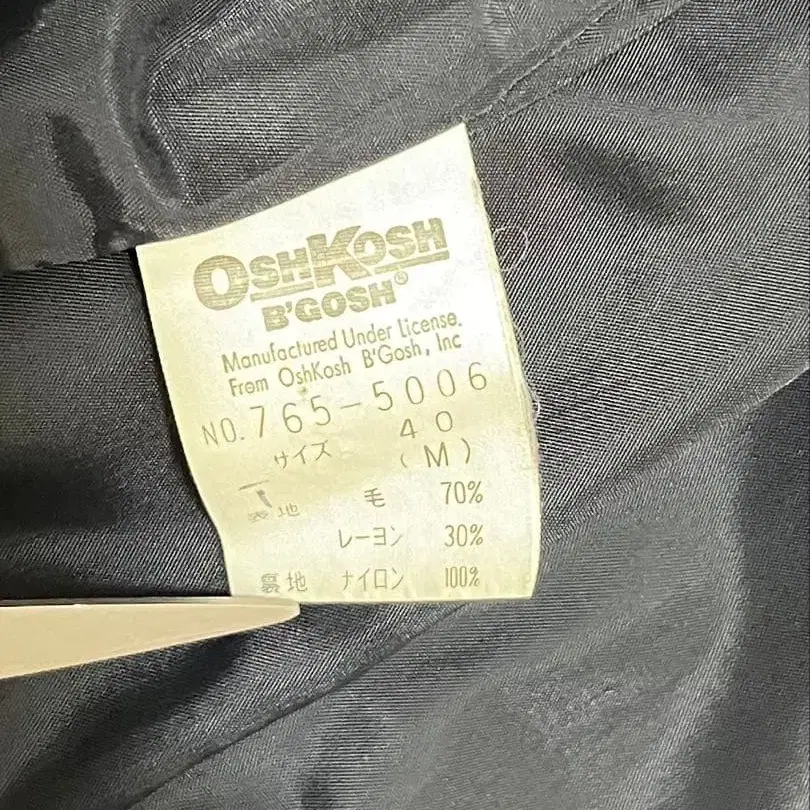 OSHKOSH
B'GOSH®
Manufactured Under License.
From OshKosh B'Gosh, Inc
NO.765-5006
サイズ 40
(M)
表地 毛 70%
レーヨン 30%
裏地 ナイロン 100%